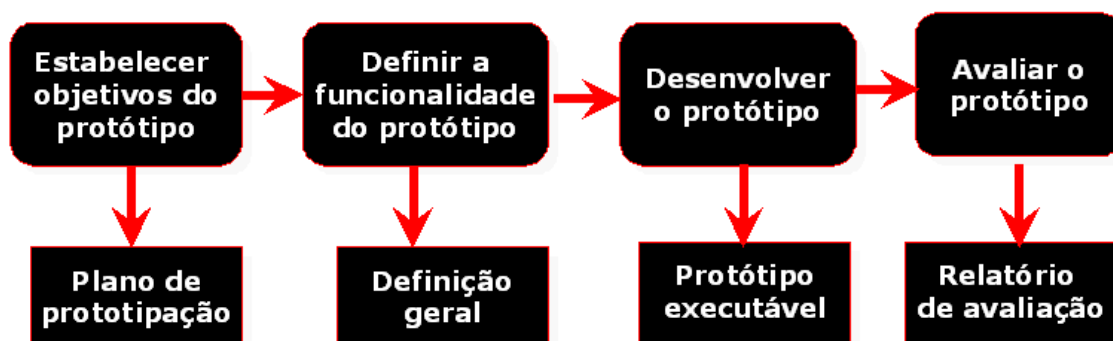 Estabelecer
objetivos do
protótipo
Definir a
funcionalidade
do protótipo
Desenvolver
o protótipo
Avaliar o
protótipo
Plano de
prototipação
Definição
geral
Protótipo
executável
Relatório
de avaliação